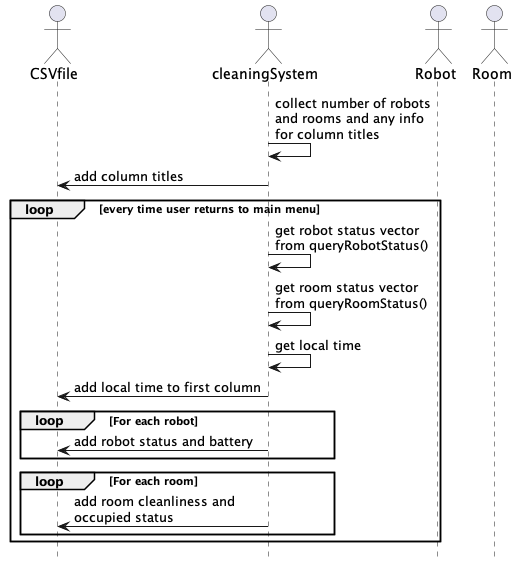 CSVfile
cleaningSystem
Robot
Room
collect number of robots
and rooms and any info
for column titles
add column titles
loop
[every time user returns to main menu]
get robot status vector
from queryRobotStatus()
get room status vector
from queryRoomStatus()
get local time
add local time to first column
loop
[For each robot]
add robot status and battery
loop
[For each room]
add room cleanliness and
occupied status